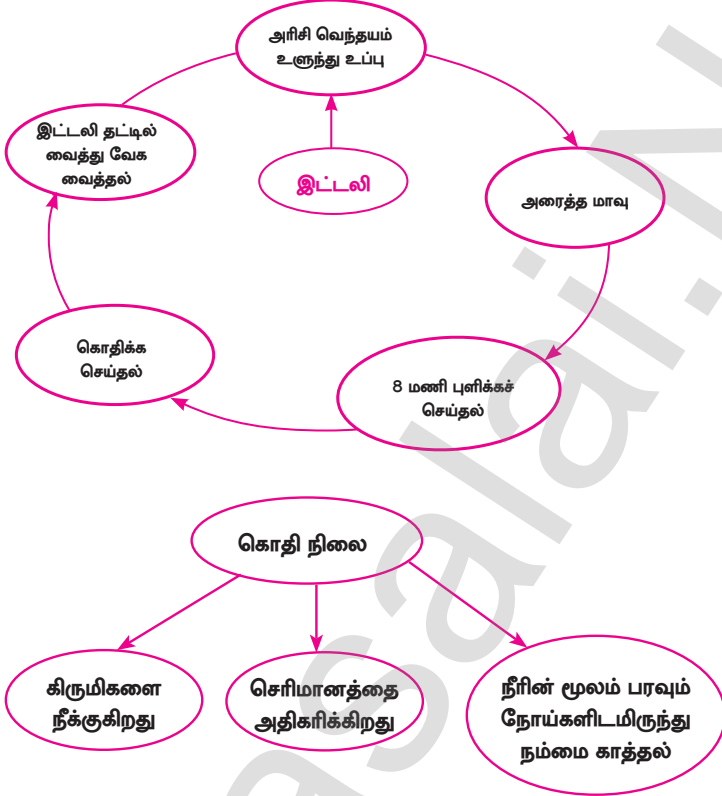 அரிசி வெந்தயம்
உளுந்து உப்பு
இட்டலி தட்டில்
வைத்து வேக
வைத்தல்
இட்டலி
அரைத்த மாவு
கொதிக்க
செய்தல்
8 மணி புளிக்கச்
செய்தல்
கொதி நிலை
கிருமிகளை
நீக்குகிறது
செரிமானத்தை
அதிகரிக்கிறது
நீரின் மூலம் பரவும்
நோய்களிடமிருந்து
நம்மை காத்தல்